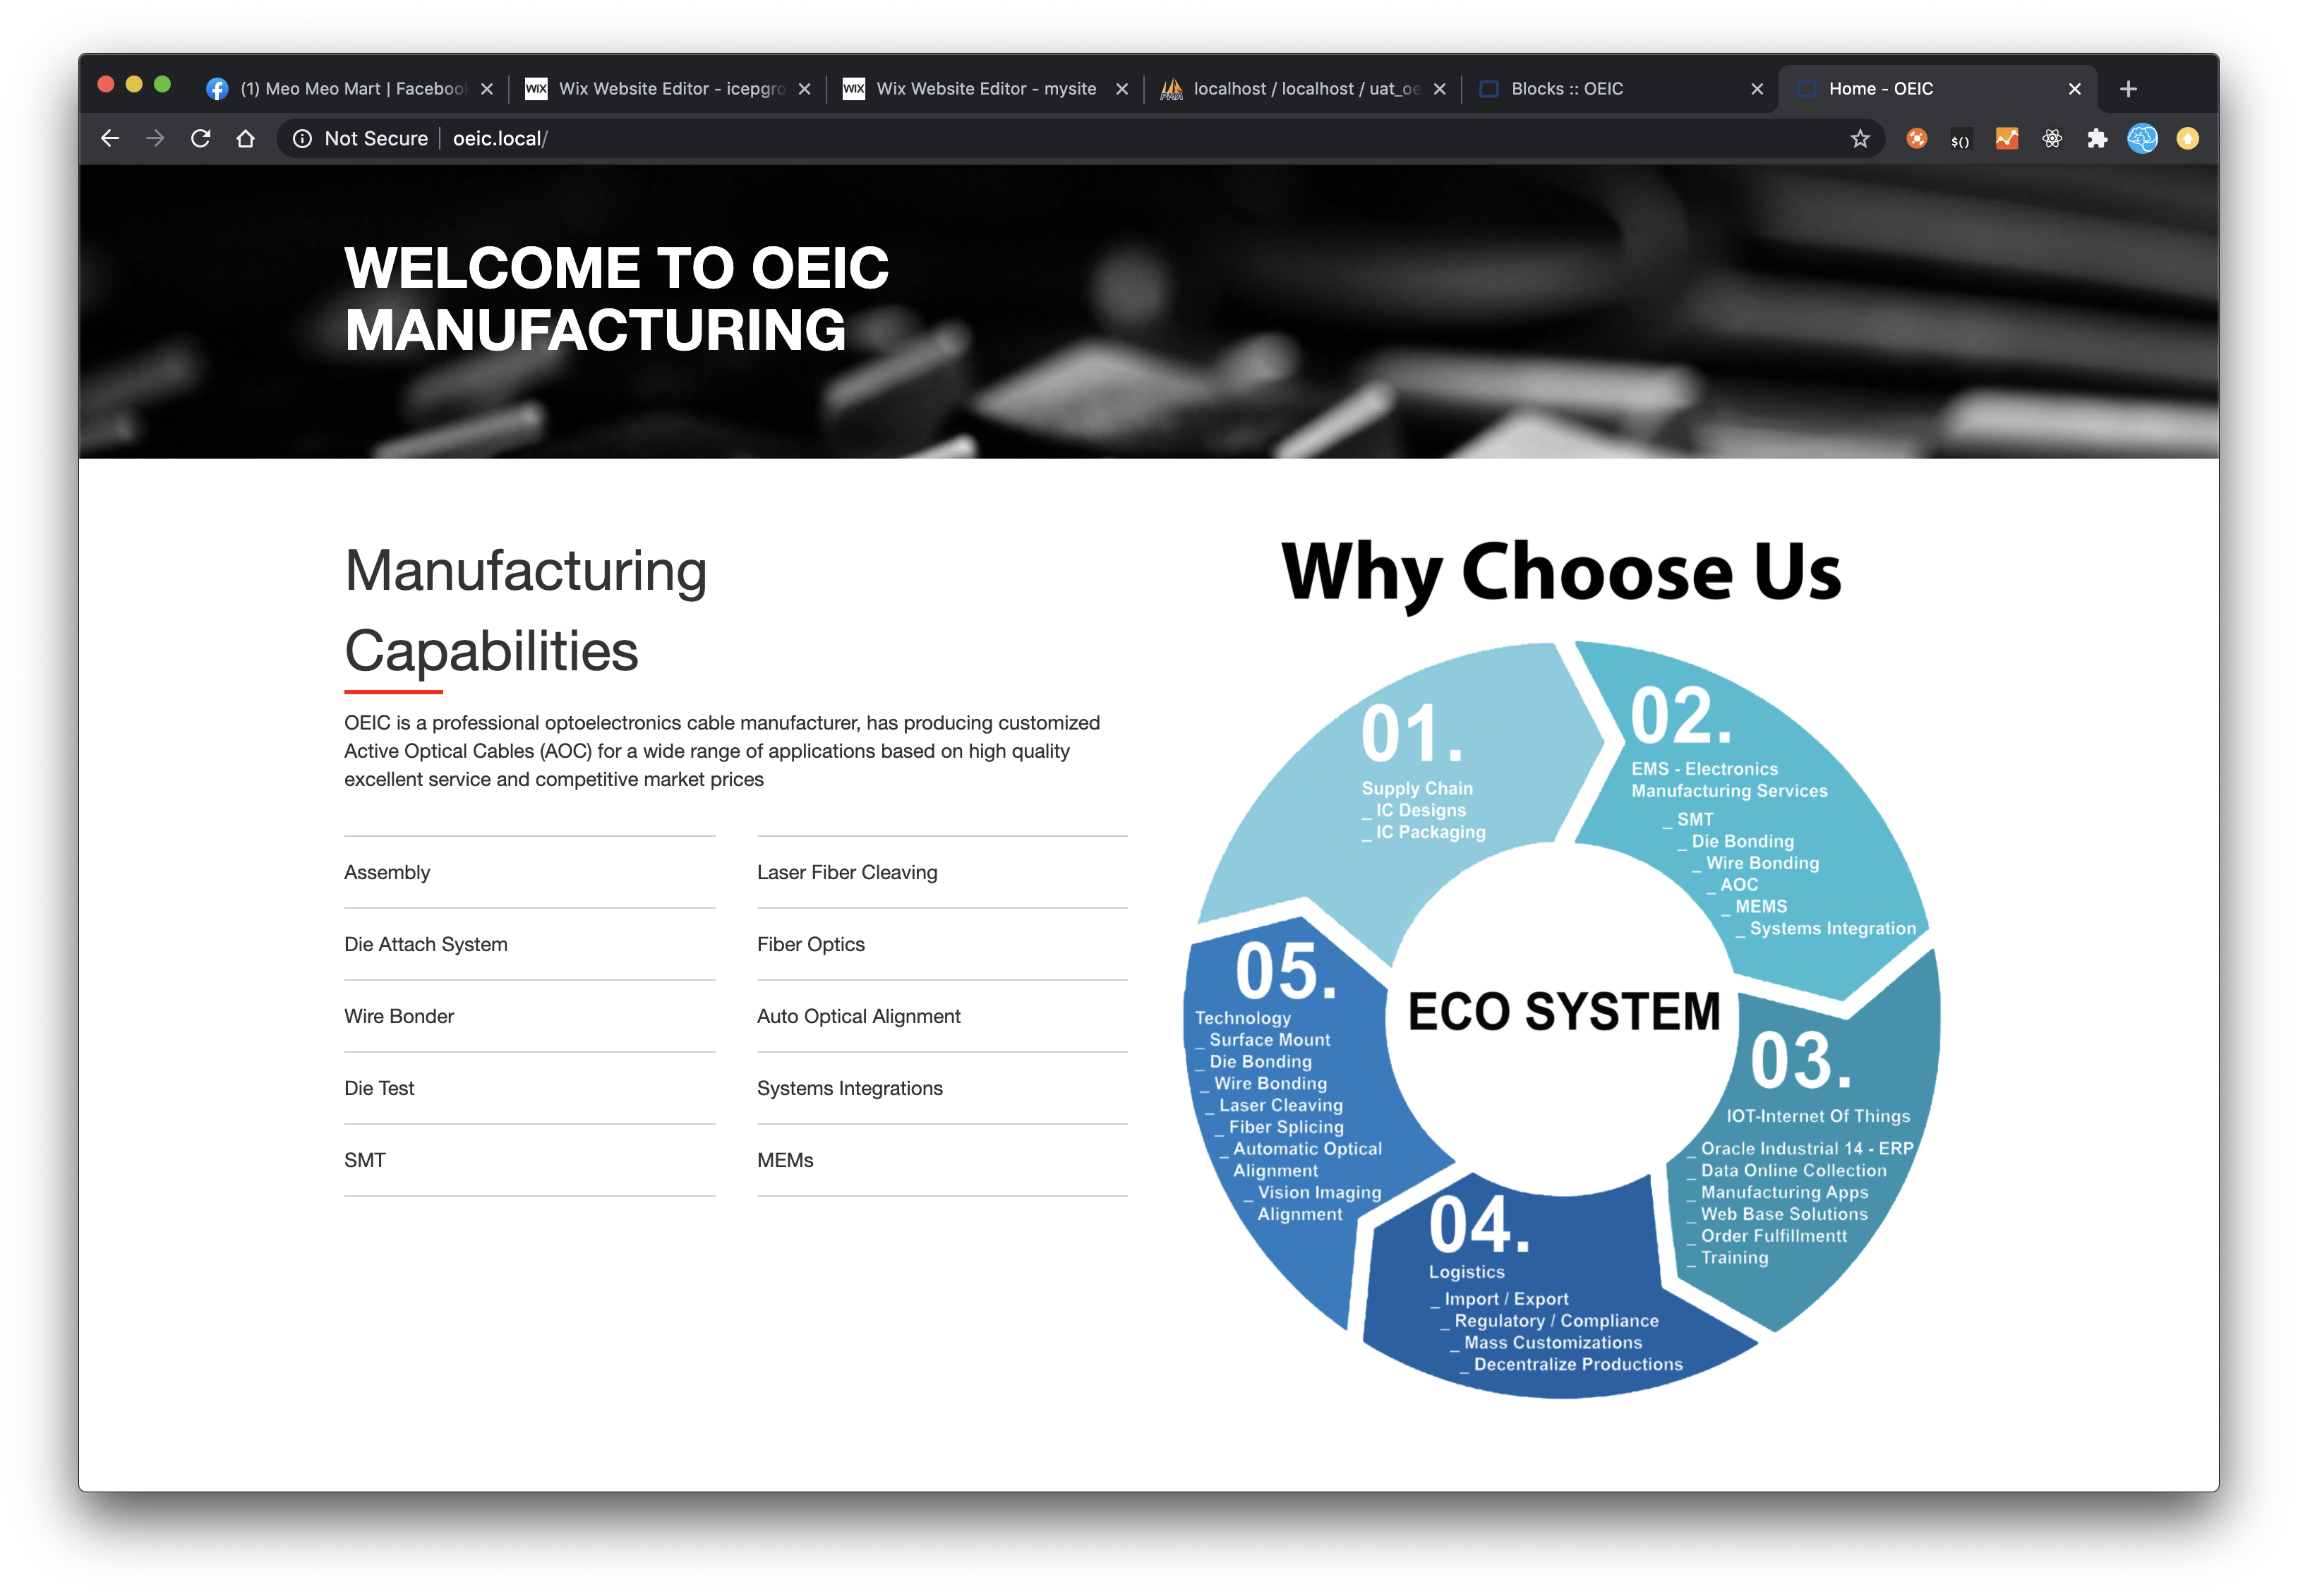 (1) Meo Meo Mart | Facebook
WIX Wix Website Editor - icepgro
WIX Wix Website Editor - mysite
PMA localhost / localhost / uat_oe
Blocks :: OEIC
Home - OEIC
Not Secure | oeic.local/
$()
WELCOME TO OEIC
MANUFACTURING
Manufacturing
Capabilities
OEIC is a professional optoelectronics cable manufacturer, has producing customized
Active Optical Cables (AOC) for a wide range of applications based on high quality
excellent service and competitive market prices
Assembly
Laser Fiber Cleaving
Die Attach System
Fiber Optics
Wire Bonder
Auto Optical Alignment
Die Test
Systems Integrations
SMT
MEMs
Why Choose Us
01.
Supply Chain
_ IC Designs
_ IC Packaging
02.
EMS - Electronics
Manufacturing Services
_ SMT
_ Die Bonding
_ Wire Bonding
_ AOC
_ MEMS
_ Systems Integration
ECO SYSTEM
03.
IOT-Internet Of Things
_ Oracle Industrial 14 - ERP
_ Data Online Collection
_ Manufacturing Apps
_ Web Base Solutions
_ Order Fulfillmentt
_ Training
04.
Logistics
_ Import / Export
_ Regulatory / Compliance
_ Mass Customizations
_ Decentralize Productions
05.
Technology
_ Surface Mount
_ Die Bonding
_ Wire Bonding
_ Laser Cleaving
_ Fiber Splicing
_ Automatic Optical
Alignment
_ Vision Imaging
Alignment